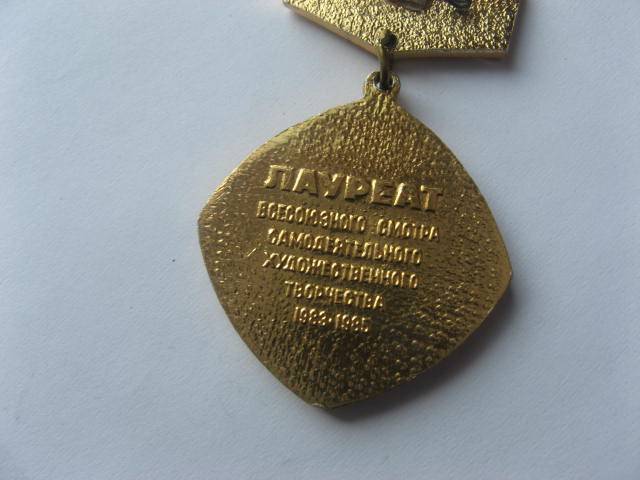 ЛАУРЕАТ
ВСЕСОЮЗНОГО СМОТРА
САМОДЕЯТЕЛЬНОГО
ХУДОЖЕСТВЕННОГО
ТВОРЧЕСТВА
1983·1985